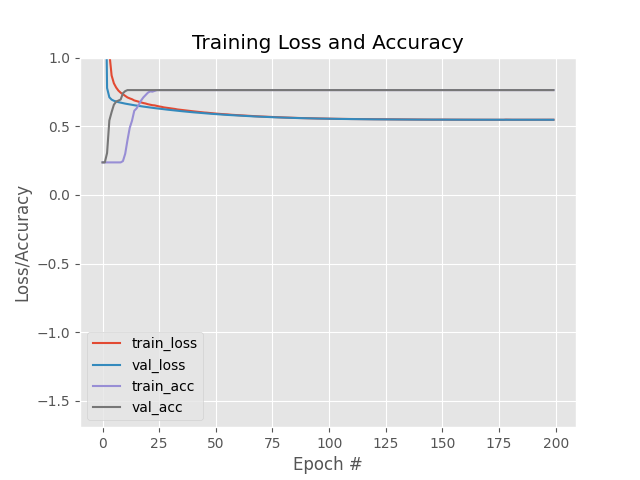 Training Loss and Accuracy
1.0
0.5
0.0
−0.5
−1.0
−1.5
Loss/Accuracy
train_loss
val_loss
train_acc
val_acc
0 25 50 75 100 125 150 175 200
Epoch #